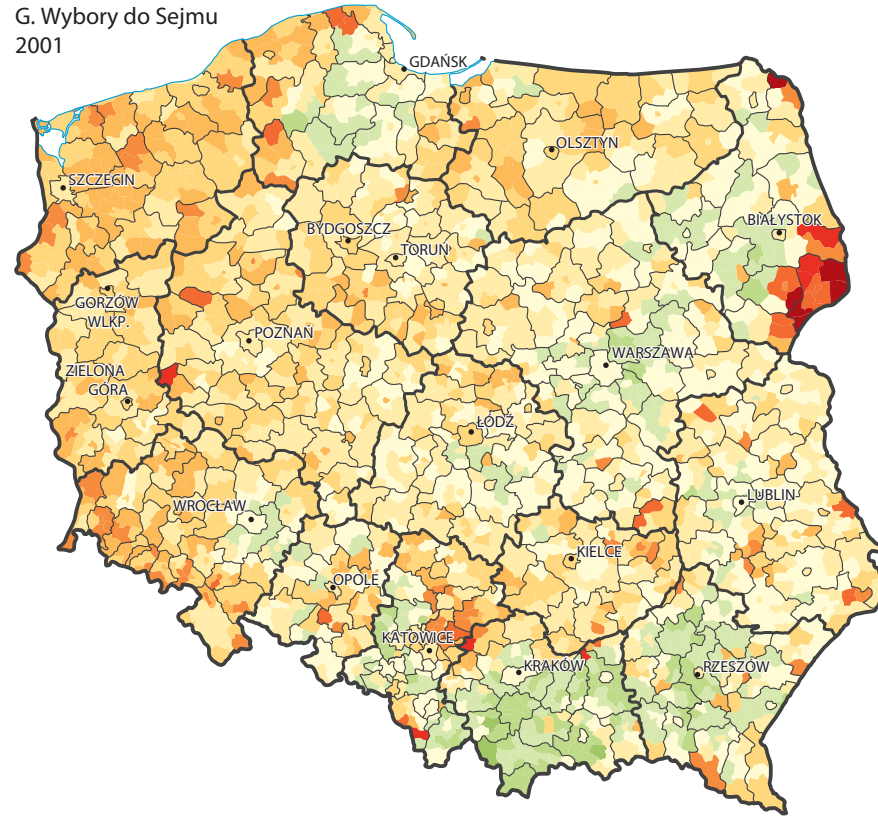 G. Wybory do Sejmu
2001
GDAŃSK
OLSZTYN
SZCZECIN
BIAŁYSTOK
BYDGOSZCZ
TORUŃ
GORZÓW
WLKP.
POZNAŃ
WARSZAWA
ZIELONA
GÓRA
ŁÓDŹ
WROCŁAW
LUBLIN
KIELCE
OPOLE
KATOWICE
KRAKÓW
RZESZÓW